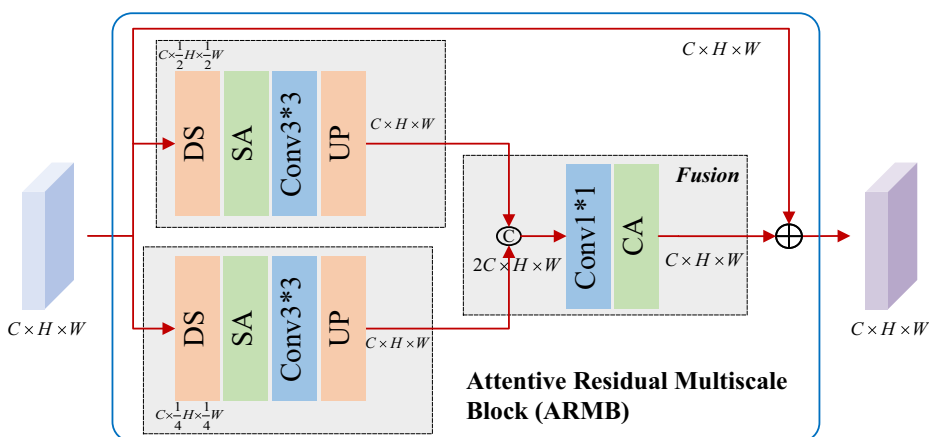 C × H × W
C×1/2H×1/2W
DS
SA
Conv3*3
UP
C × H × W
C × H × W
DS
SA
Conv3*3
UP
C × H × W
C×1/4H×1/4W
Fusion
C
2C × H × W
Conv1*1
CA
C × H × W
C × H × W
Attentive Residual Multiscale
Block (ARMB)